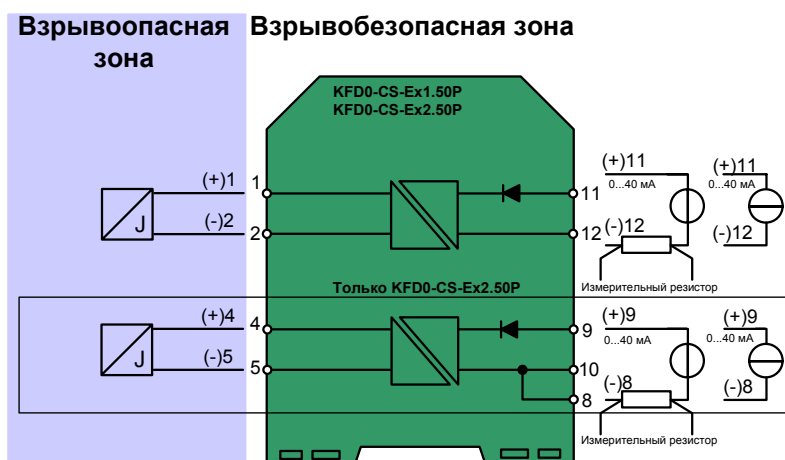 Взрывоопасная зона
Взрывобезопасная зона
KFD0-CS-Ex1.50P
KFD0-CS-Ex2.50P
(+)1
1
11
(+)11
0...40 мА
(+)11
0...40 мА
J
(-)2
2
12
(-)12
(-)12
Измерительный резистор
Только KFD0-CS-Ex2.50P
(+)4
4
9
(+)9
0...40 мА
(+)9
0...40 мА
J
(-)5
5
10
8
(-)8
(-)8
Измерительный резистор